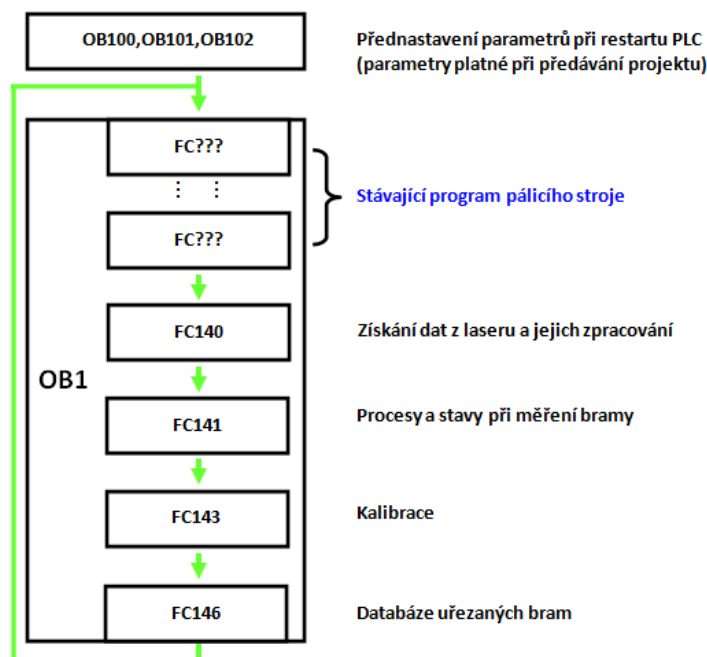 OB100,OB101,OB102
Přednastavení parametrů při restartu PLC
(parametry platné při předávání projektu)
FC???
Stávající program pálicího stroje
FC???
FC140
Získání dat z laseru a jejich zpracování
OB1
FC141
Procesy a stavy při měření bramy
FC143
Kalibrace
FC146
Databáze uřezaných bram